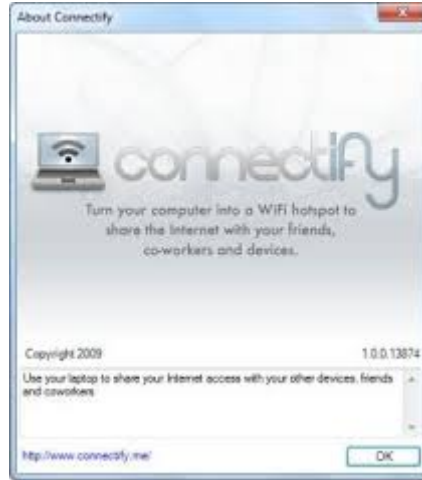 About Connectify
connectify
Turn your computer into a WiFi hotspot to
share the Internet with your friends,
co-workers and devices.
Copyright 2009
1.0.0.13874
Use your laptop to share your Internet access with your other devices, friends
and coworkers
http://www.connectify.me/
OK